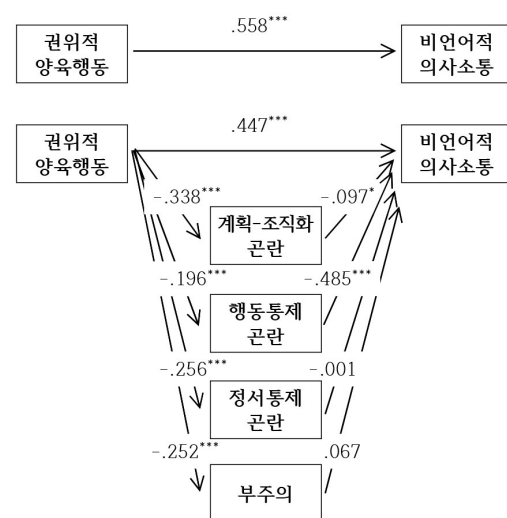 권위적
양육행동
.558***
비언어적
의사소통
권위적
양육행동
.447***
비언어적
의사소통
-.338***
-.097*
계획-조직화
곤란
-.196***
-.485***
행동통제
곤란
-.256***
-.001
정서통제
곤란
-.252***
.067
부주의